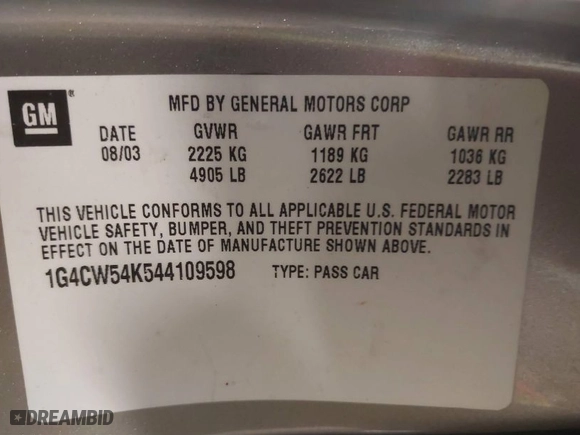 GM ®
MFD BY GENERAL MOTORS CORP
DATE GVWR GAWR FRT GAWR RR
08/03 2225 KG 1189 KG 1036 KG
4905 LB 2622 LB 2283 LB
THIS VEHICLE CONFORMS TO ALL APPLICABLE U.S. FEDERAL MOTOR
VEHICLE SAFETY, BUMPER, AND THEFT PREVENTION STANDARDS IN
EFFECT ON THE DATE OF MANUFACTURE SHOWN ABOVE.
1G4CW54K544109598 TYPE: PASS CAR
DREAMBID